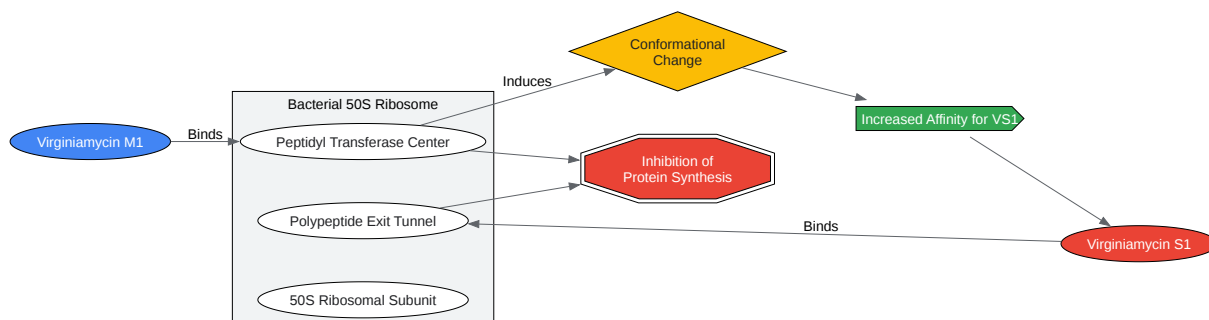 Conformational
Change
Induces
Bacterial 50S Ribosome
Increased Affinity for VS1
Virginiamycin M1
Binds
Peptidyl Transferase Center
Inhibition of
Protein Synthesis
Polypeptide Exit Tunnel
Binds
Virginiamycin S1
50S Ribosomal Subunit